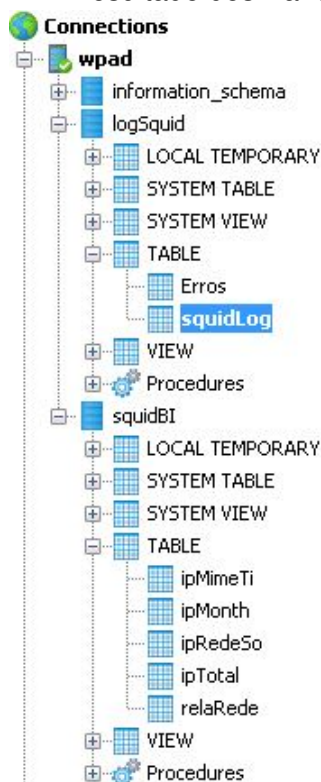 Connections
wpad
information_schema
logSquid
LOCAL TEMPORARY
SYSTEM TABLE
SYSTEM VIEW
TABLE
Erros
squidLog
VIEW
Procedures
squidBI
LOCAL TEMPORARY
SYSTEM TABLE
SYSTEM VIEW
TABLE
ipMimeTi
ipMonth
ipRedeSo
ipTotal
relaRede
VIEW
Procedures